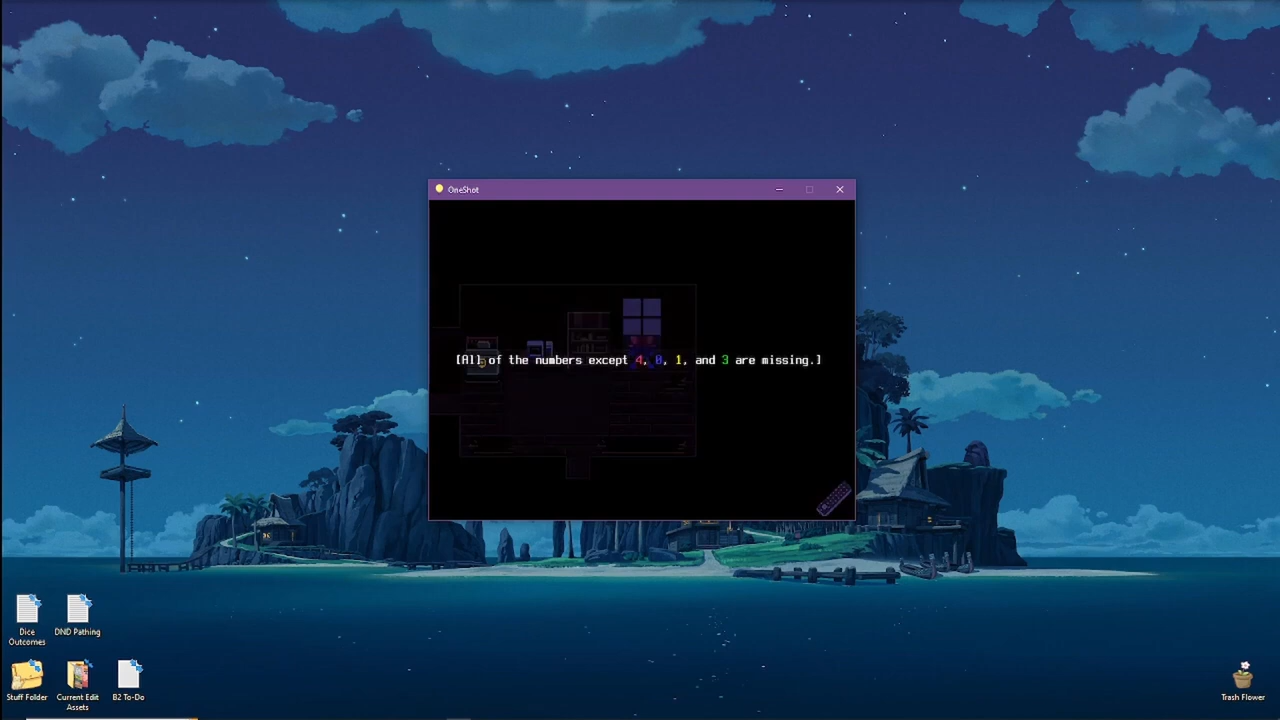 OneShot
[All of the numbers except 4, 0, 1, and 3 are missing.]
Dice
Outcomes
DND Pathing
Stuff Folder
Current Edit
Assets
B2 To-Do
Trash Flower